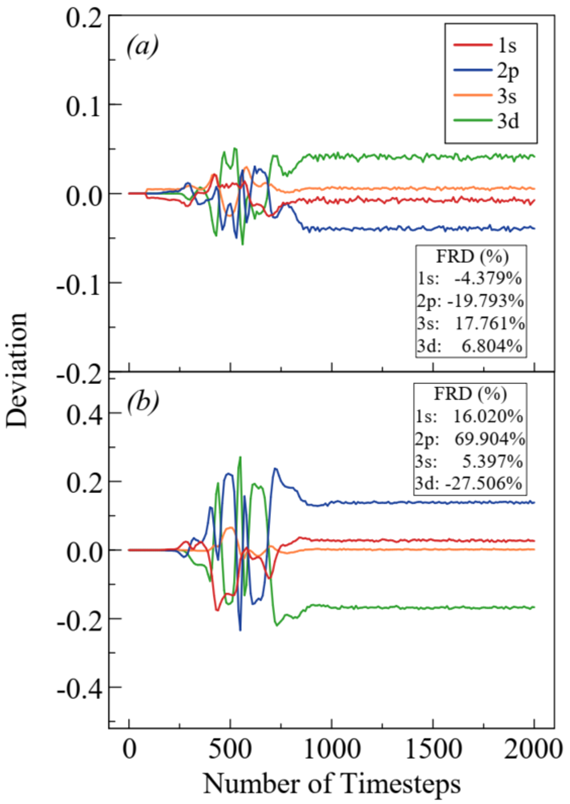 0.2
(a)
1s
2p
3s
3d
0.1
0.0
-0.1
-0.2
FRD (%)
1s: -4.379%
2p: -19.793%
3s: 17.761%
3d: 6.804%
Deviation
(b)
FRD (%)
1s: 16.020%
2p: 69.904%
3s: 5.397%
3d: -27.506%
0.4
0.2
0.0
-0.2
-0.4
0 500 1000 1500 2000
Number of Timesteps